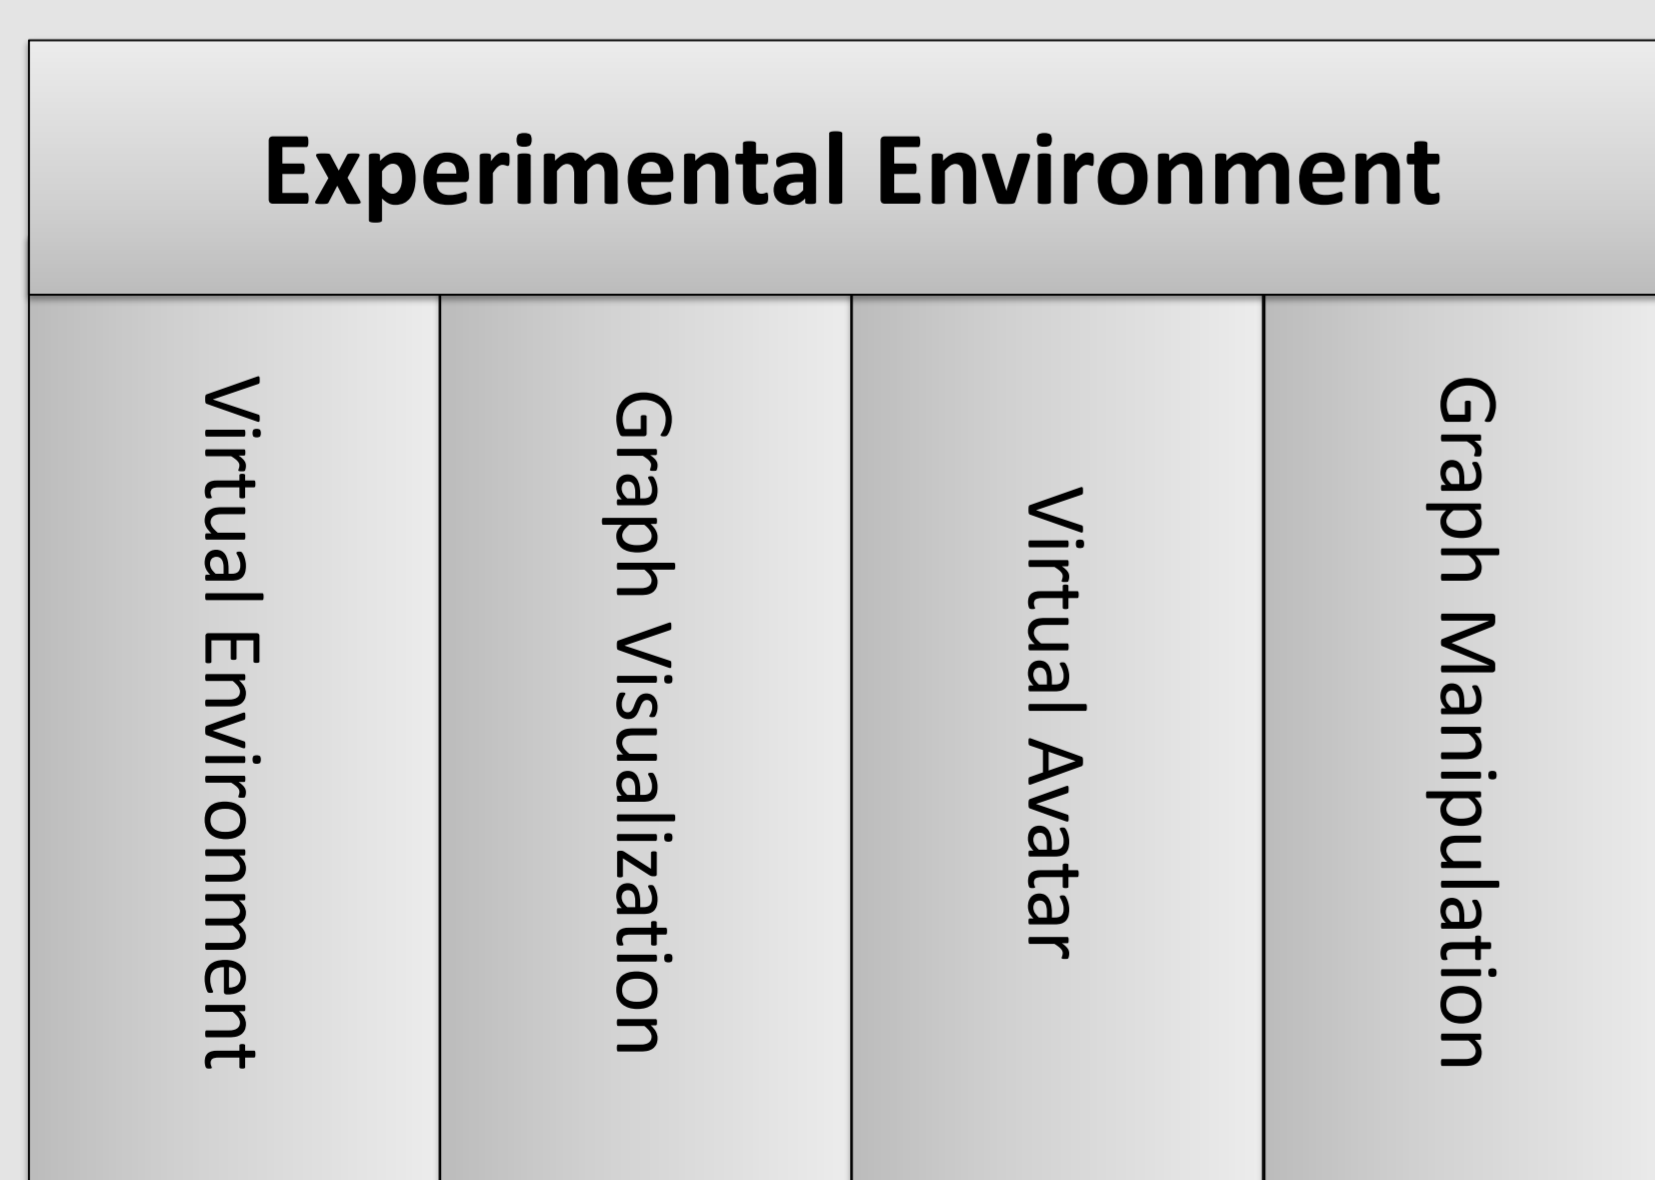 Experimental Environment
Virtual Environment
Graph Visualization
Virtual Avatar
Graph Manipulation